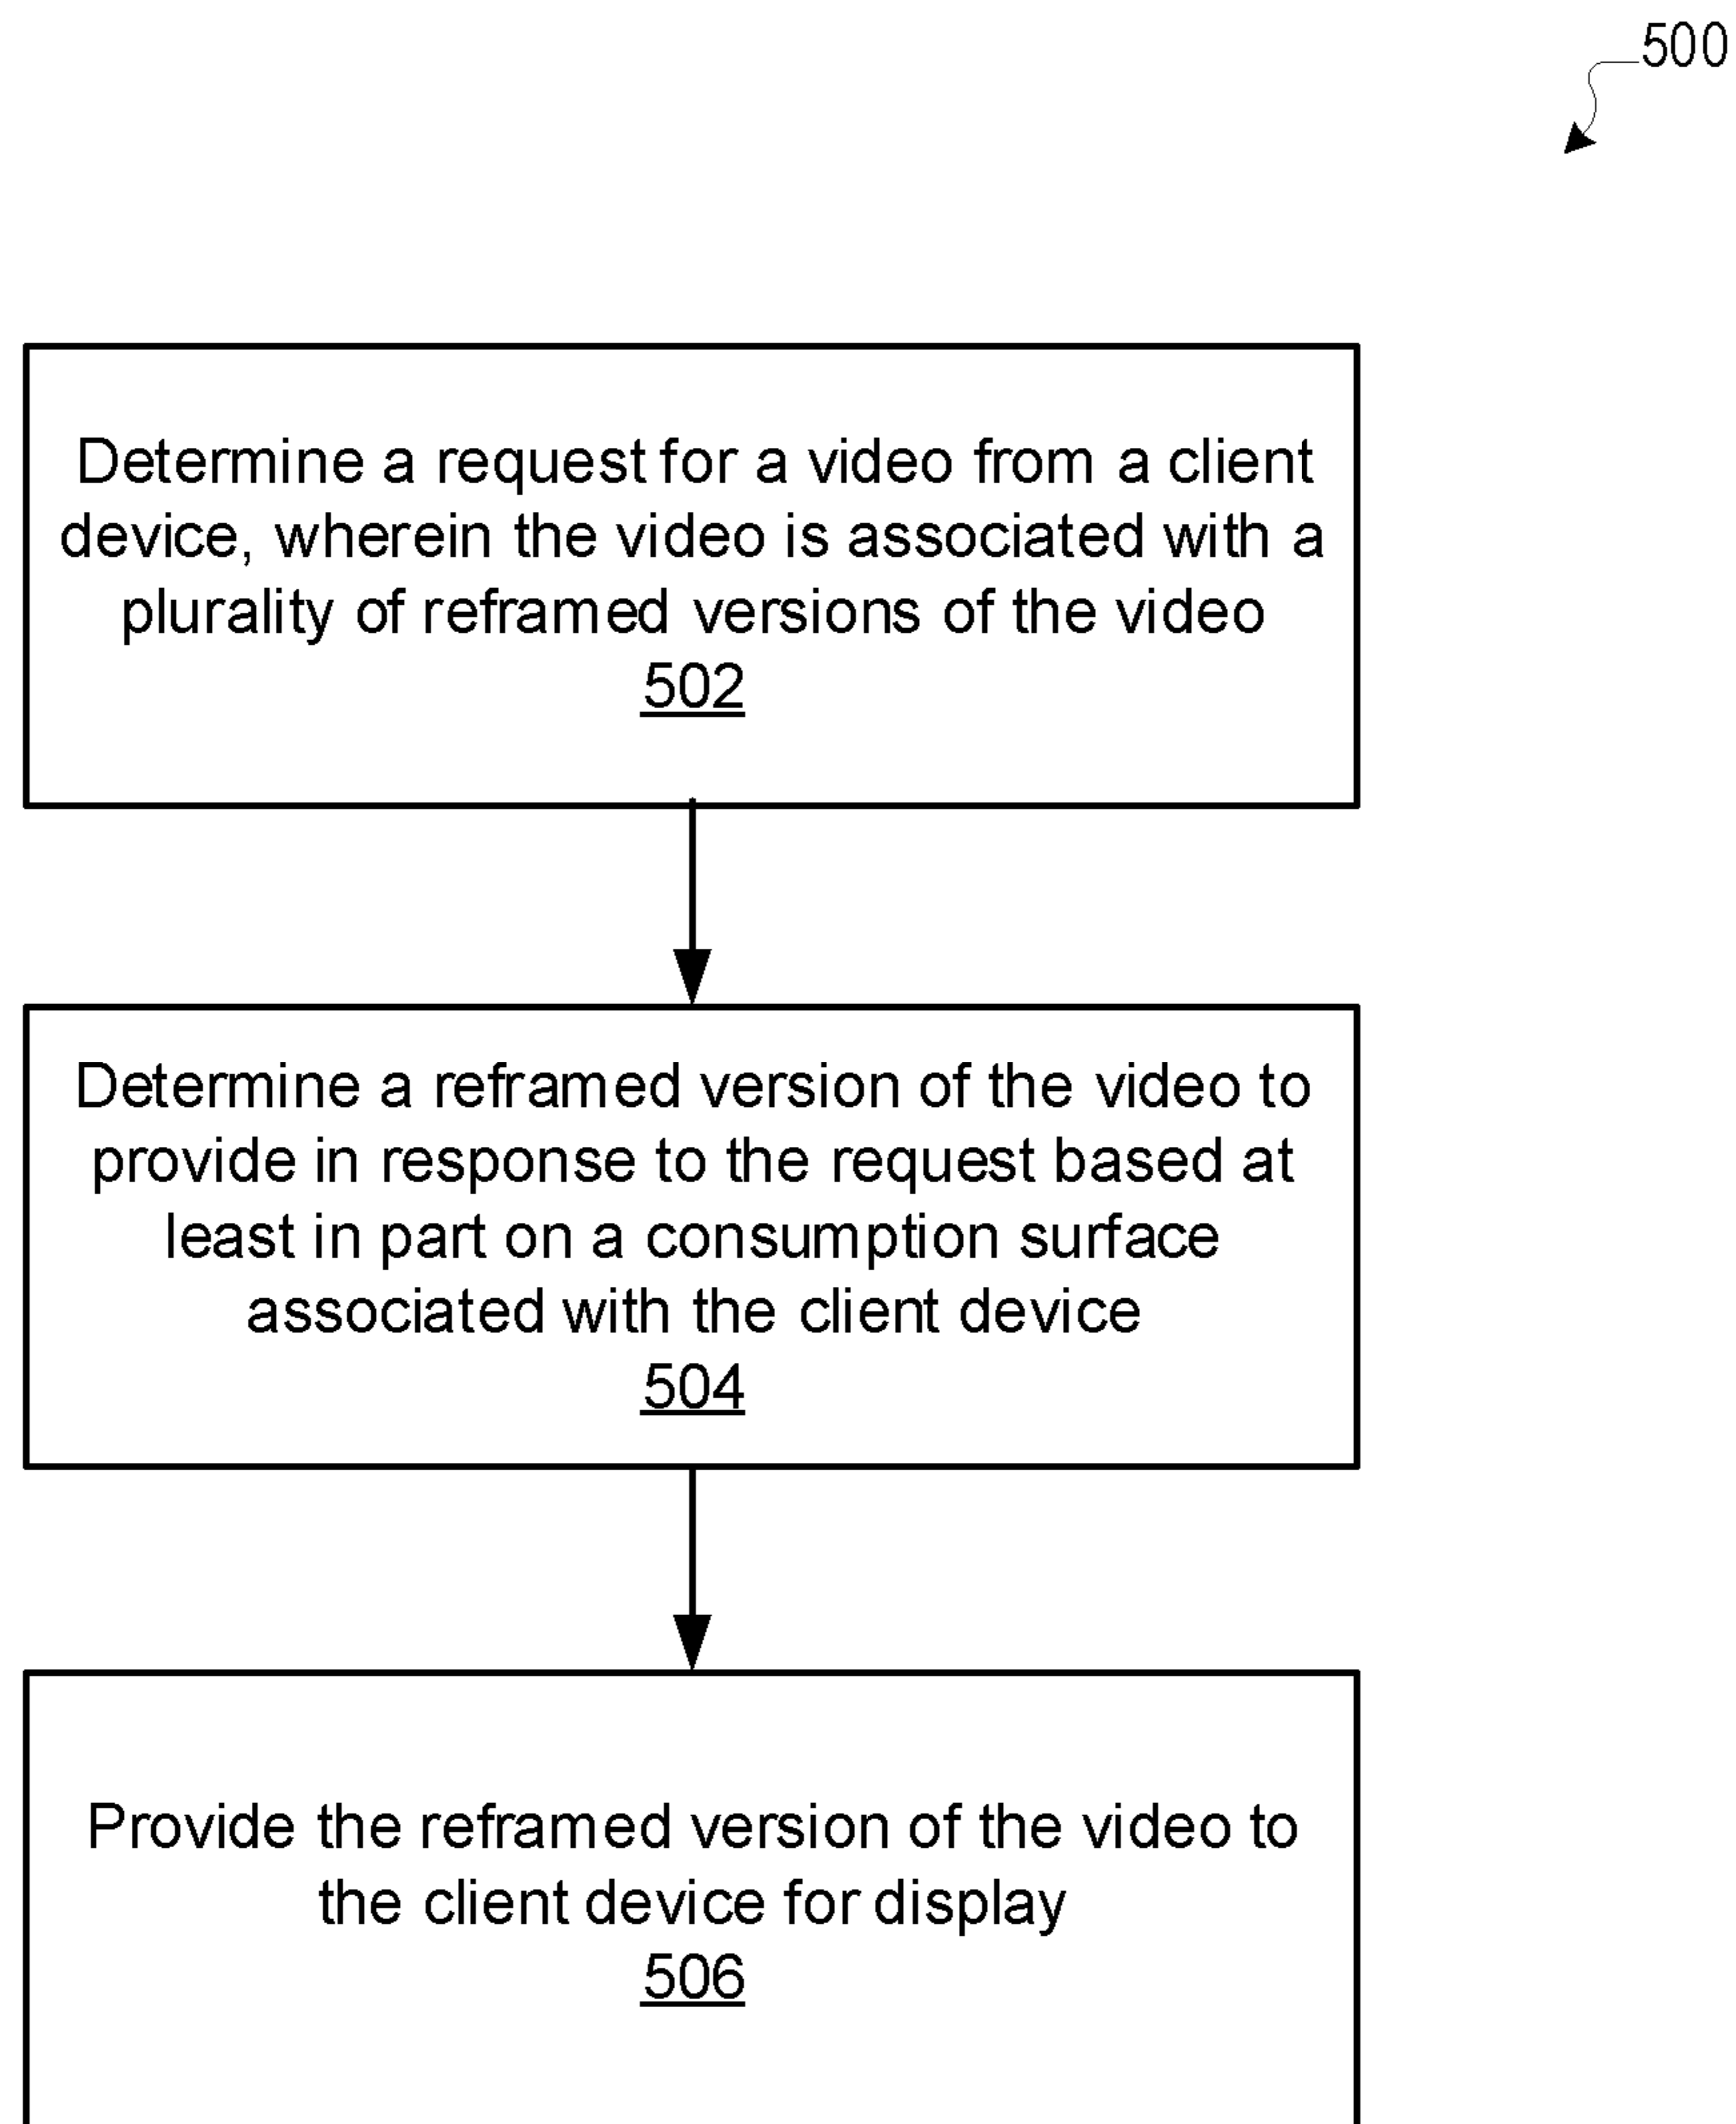 500
Determine a request for a video from a client
device, wherein the video is associated with a
plurality of reframed versions of the video
502
Determine a reframed version of the video to
provide in response to the request based at
least in part on a consumption surface
associated with the client device
504
Provide the reframed version of the video to
the client device for display
506